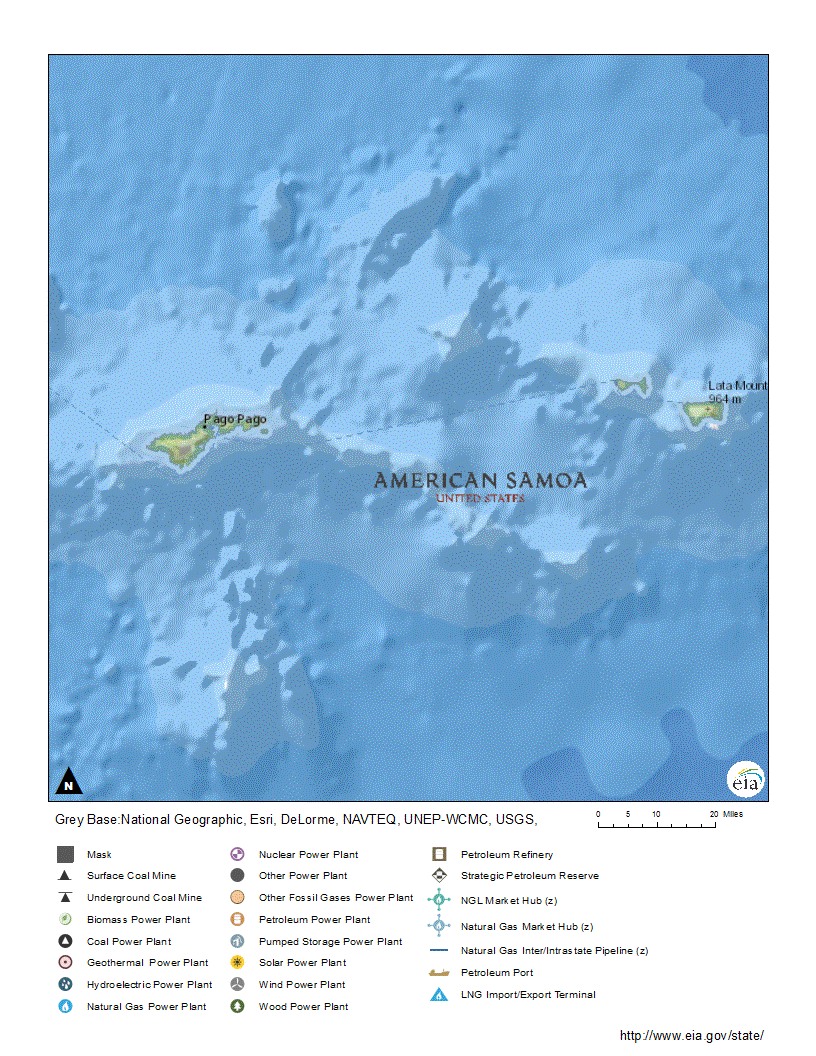 Lata Mount
964 m
Pago Pago
AMERICAN SAMOA
UNITED STATES
N
eia
Grey Base:National Geographic, Esri, DeLorme, NAVTEQ, UNEP-WCMC, USGS,
0 5 10 20 Miles
Mask
Surface Coal Mine
Underground Coal Mine
Biomass Power Plant
Coal Power Plant
Geothermal Power Plant
Hydroelectric Power Plant
Natural Gas Power Plant
Nuclear Power Plant
Other Power Plant
Other Fossil Gases Power Plant
Petroleum Power Plant
Pumped Storage Power Plant
Solar Power Plant
Wind Power Plant
Wood Power Plant
Petroleum Refinery
Strategic Petroleum Reserve
NGL Market Hub (z)
Natural Gas Market Hub (z)
Natural Gas Inter/Intrastate Pipeline (z)
Petroleum Port
LNG Import/Export Terminal
http://www.eia.gov/state/